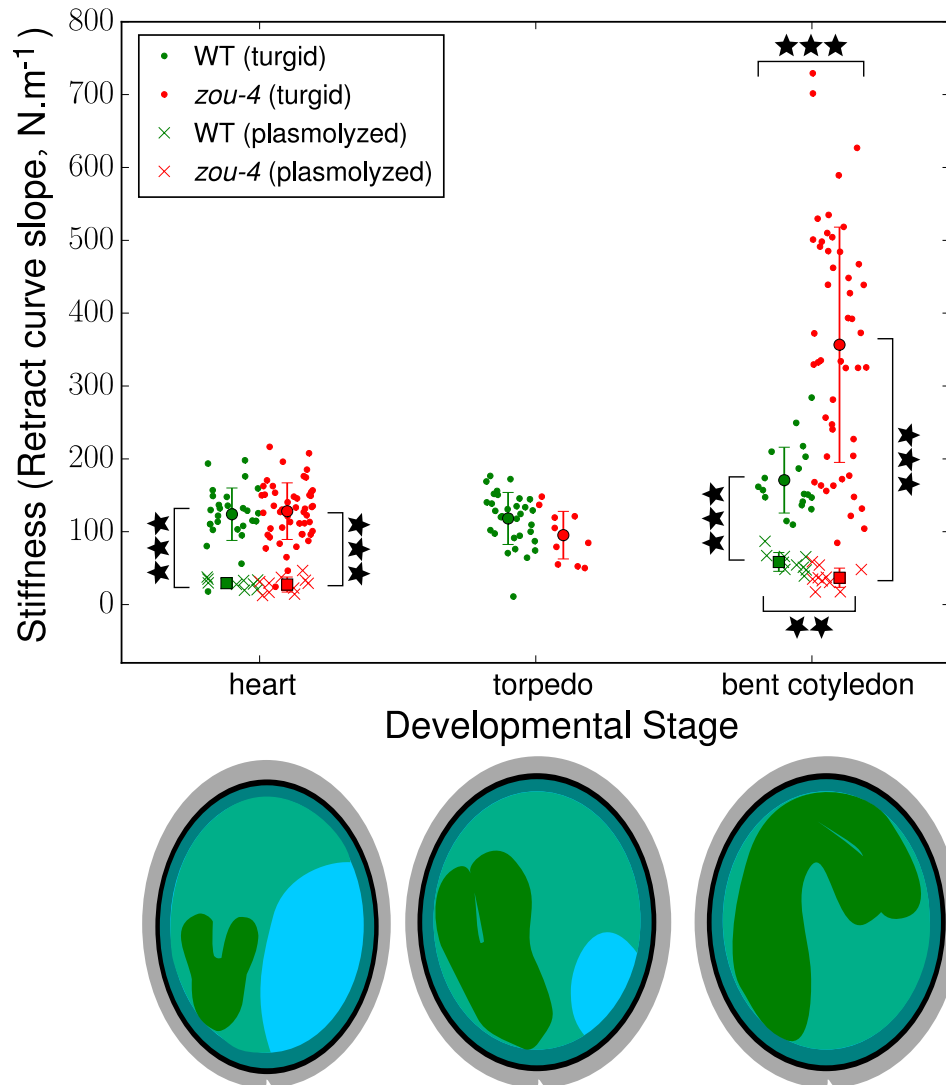 Stiffness (Retract curve slope, N.m⁻¹)
800
700
600
500
400
300
200
100
0
WT (turgid)
zou-4 (turgid)
WT (plasmolyzed)
zou-4 (plasmolyzed)
★★★
★★★
★★★
★★★
★★★
★★
heart torpedo bent cotyledon
Developmental Stage